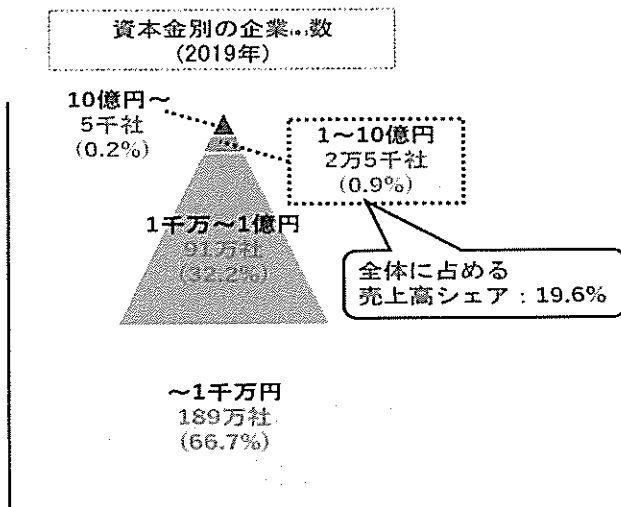 資本金別の企業(※)数
(2019年)
10億円～
5千社
(0.2%)
1～10億円
2万5千社
(0.9%)
1千万～1億円
91万社
(32.2%)
全体に占める
売上高シェア：19.6%
～1千万円
189万社
(66.7%)